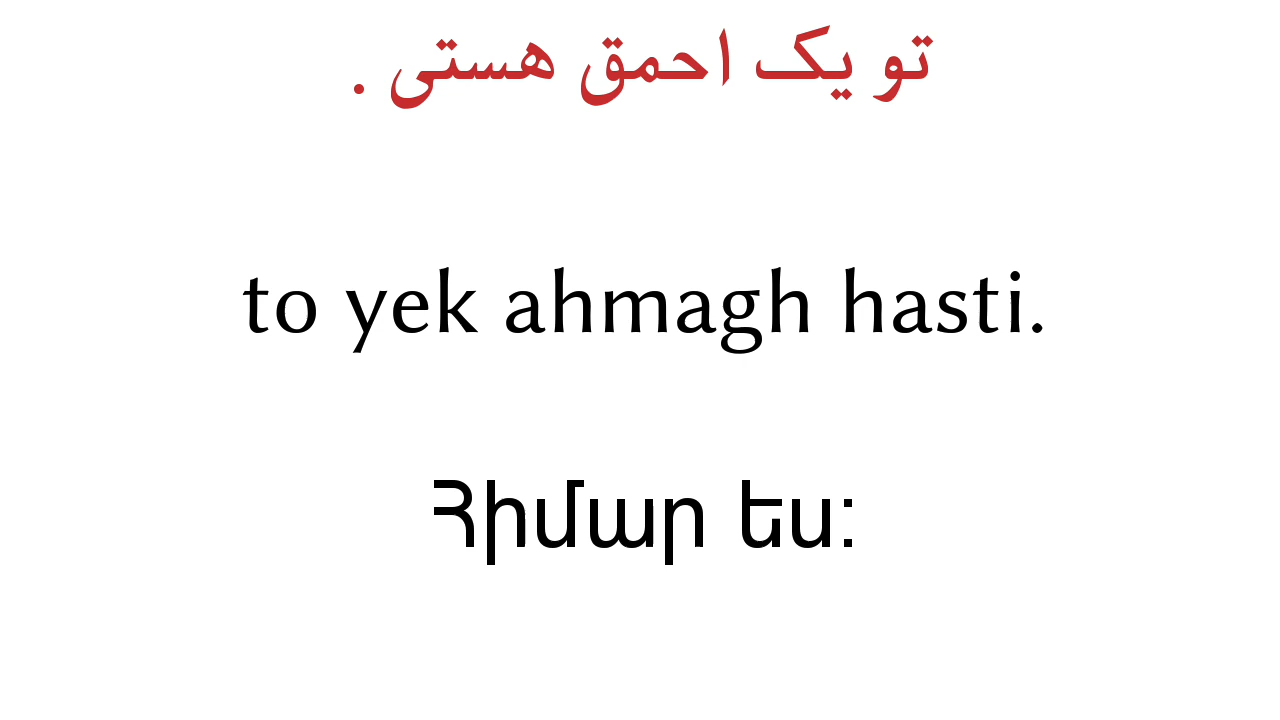 تو یک احمق هستی .
to yek ahmagh hasti.
Հիմար ես: